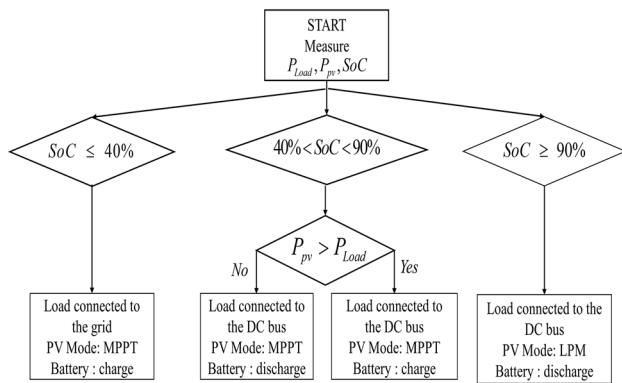 START
Measure
P_Load, P_pv, SoC
SoC ≤ 40%
40%<SoC<90%
SoC ≥ 90%
P_pv > P_Load
No
Yes
Load connected to
the grid
PV Mode: MPPT
Battery : charge
Load connected to
the DC bus
PV Mode: MPPT
Battery : discharge
Load connected to
the DC bus
PV Mode: MPPT
Battery : charge
Load connected to the
DC bus
PV Mode: LPM
Battery : discharge